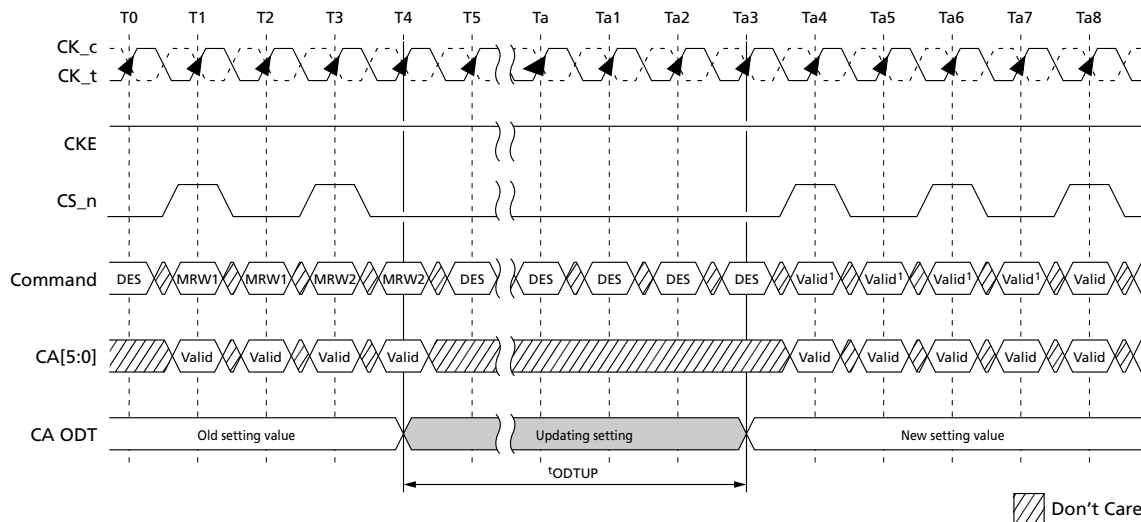 T0 T1 T2 T3 T4 T5 Ta Ta1 Ta2 Ta3 Ta4 Ta5 Ta6 Ta7 Ta8
CK_c
CK_t
CKE
CS_n
Command DES MRW1 MRW1 MRW2 MRW2 DES DES DES DES DES Valid¹ Valid¹ Valid¹ Valid¹ Valid
CA[5:0] Valid Valid Valid Valid Valid Valid Valid Valid Valid
CA ODT Old setting value Updating setting New setting value
ᵗODTUP
Don't Care